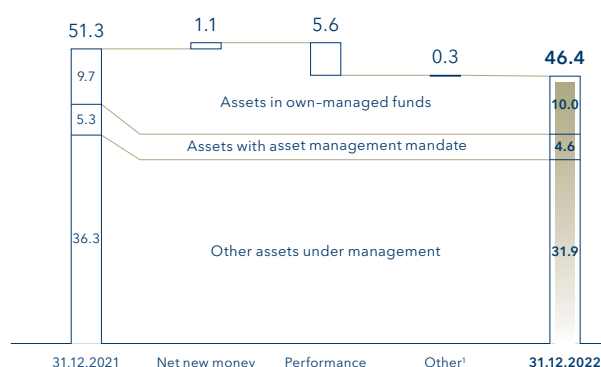 51.3
1.1
5.6
0.3
46.4
9.7
5.3
36.3
Assets in own-managed funds
Assets with asset management mandate
Other assets under management
10.0
4.6
31.9
31.12.2021
Net new money
Performance
Other¹
31.12.2022